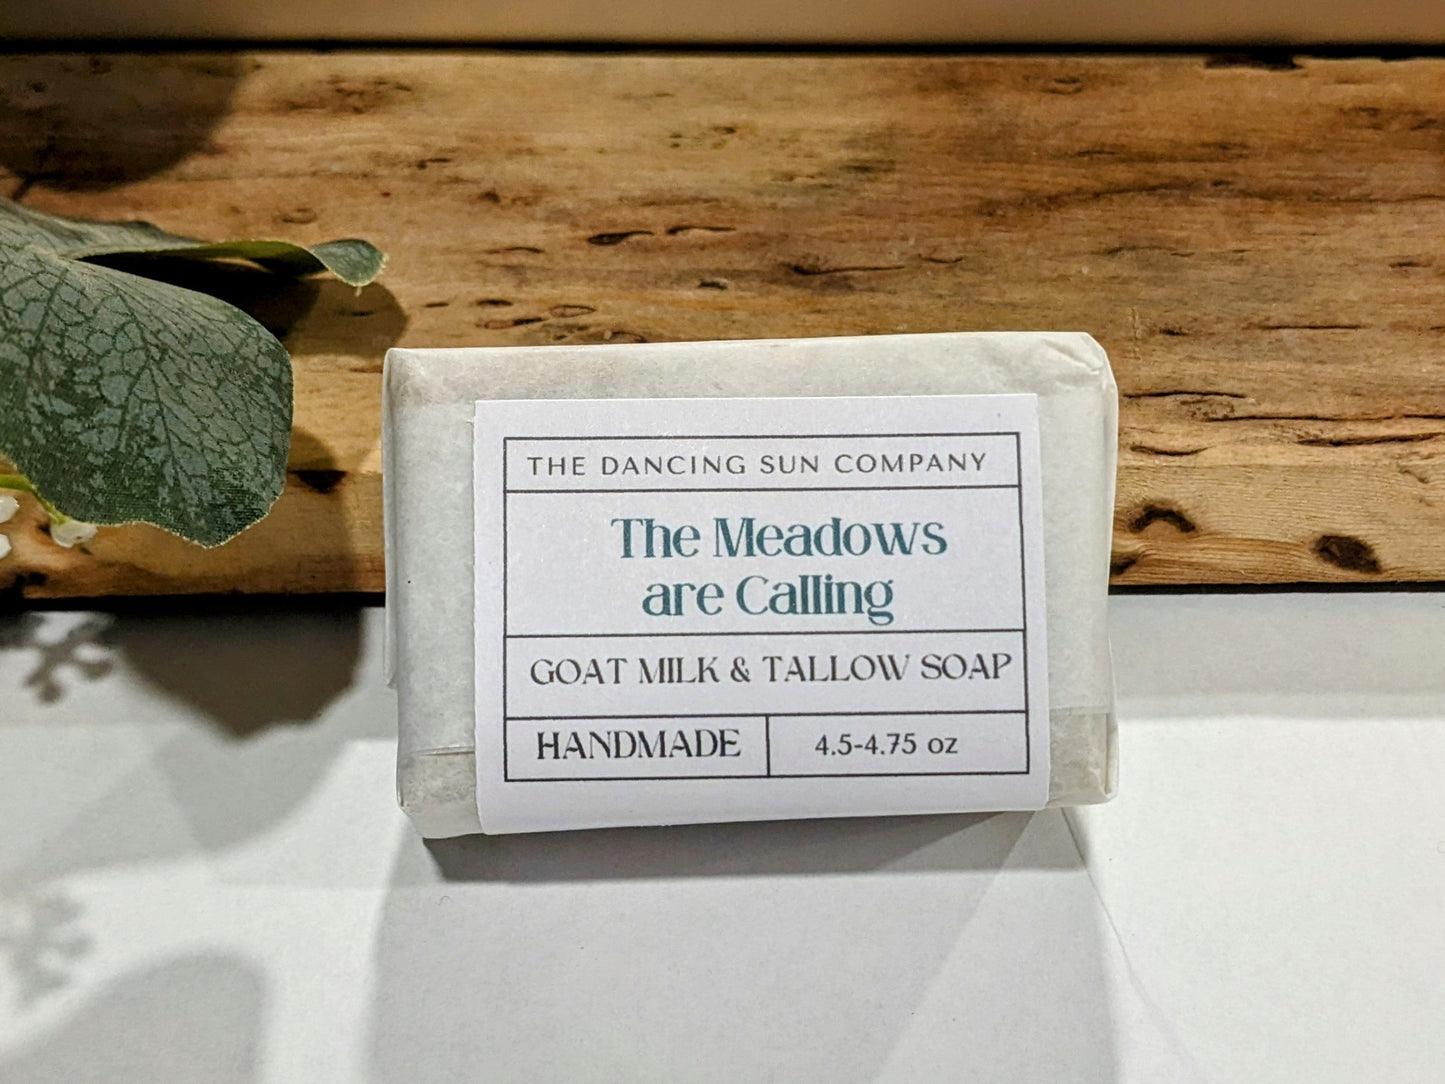 THE DANCING SUN COMPANY
The Meadows
are Calling
GOAT MILK & TALLOW SOAP
HANDMADE
4.5-4.75 oz